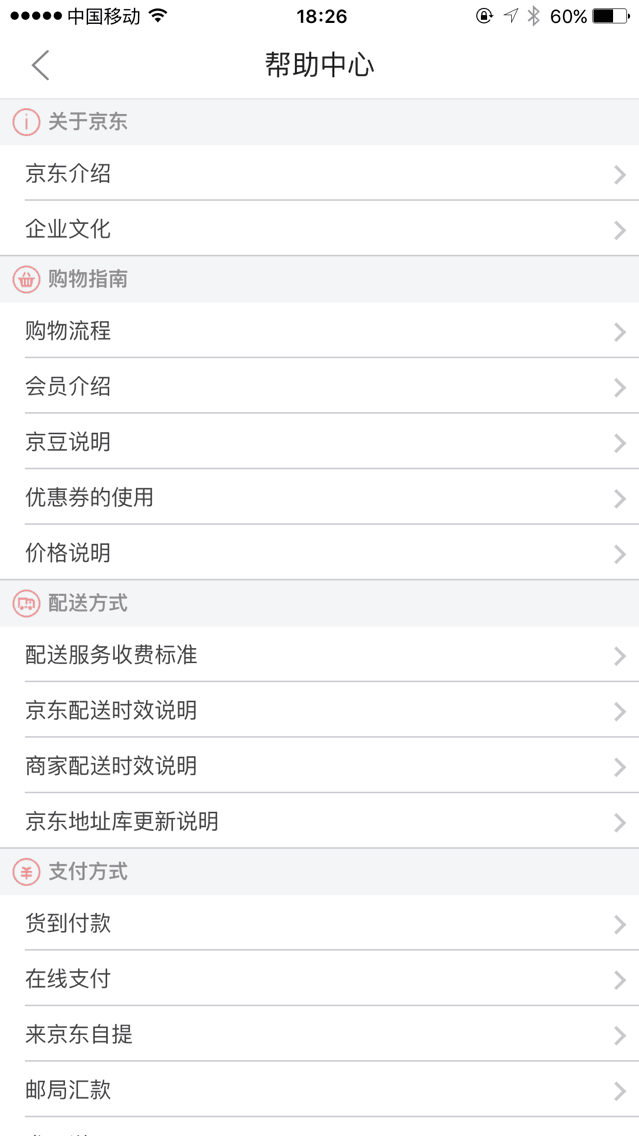 中国移动 18:26 60%
帮助中心
关于京东
京东介绍
企业文化
购物指南
购物流程
会员介绍
京豆说明
优惠券的使用
价格说明
配送方式
配送服务收费标准
京东配送时效说明
商家配送时效说明
京东地址库更新说明
支付方式
货到付款
在线支付
来京东自提
邮局汇款